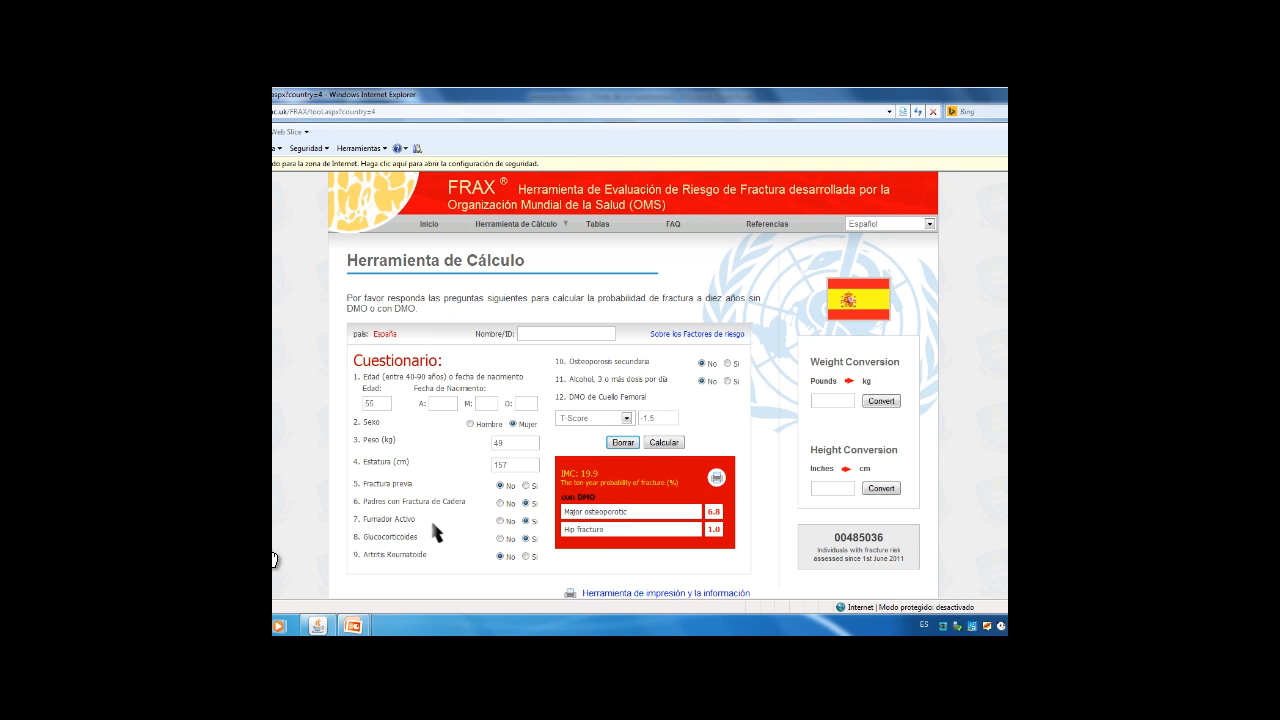 aspx?country=4 - Windows Internet Explorer
ac.uk/FRAX/tool.aspx?country=4
Bing
Web Slice
Seguridad Herramientas
do para la zona de Internet. Haga clic aquí para abrir la configuración de seguridad.
FRAX ® Herramienta de Evaluación de Riesgo de Fractura desarrollada por la
Organización Mundial de la Salud (OMS)
Inicio Herramienta de Cálculo Tablas FAQ Referencias Español
Herramienta de Cálculo
Por favor responda las preguntas siguientes para calcular la probabilidad de fractura a diez años sin
DMO o con DMO.
país: España Nombre/ID: Sobre los Factores de riesgo
Cuestionario:
1. Edad (entre 40-90 años) o fecha de nacimiento
Edad: Fecha de Nacimiento:
55 A: M: D:
2. Sexo Hombre Mujer
3. Peso (kg) 49
4. Estatura (cm) 157
5. Fractura previa No Si
6. Padres con Fractura de Cadera No Si
7. Fumador Activo No Si
8. Glucocorticoides No Si
9. Artritis Reumatoide No Si
10. Osteoporosis secundaria No Si
11. Alcohol, 3 o más dosis por día No Si
12. DMO de Cuello Femoral
T-Score -1.5
Borrar Calcular
IMC: 19.9
The ten year probability of fracture (%)
con DMO
Major osteoporotic 6.8
Hip fracture 1.0
Weight Conversion
Pounds kg
Convert
Height Conversion
Inches cm
Convert
00485036
Individuals with fracture risk
assessed since 1st June 2011
Herramienta de impresión y la información
Internet | Modo protegido: desactivado
ES